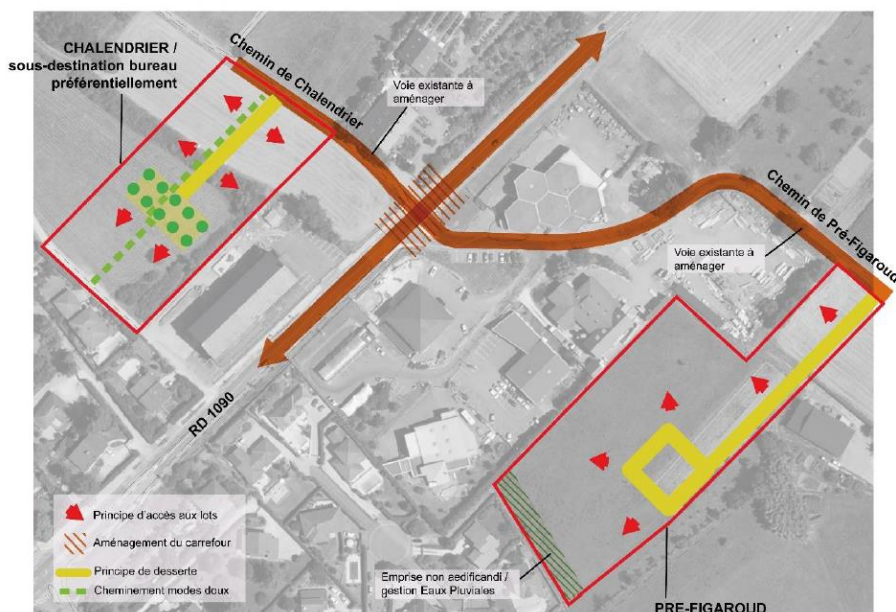 CHALENDRIER /
sous-destination bureau
préférentiellement
Chemin de Chalendrier
Voie existante à
aménager
Chemin de Pré-Figaroud
Voie existante à
aménager
RD 1090
Principe d'accès aux lots
Aménagement du carrefour
Principe de desserte
Cheminement modes doux
Emprise non aedificandi /
gestion Eaux Pluviales
PRE-FIGAROUD